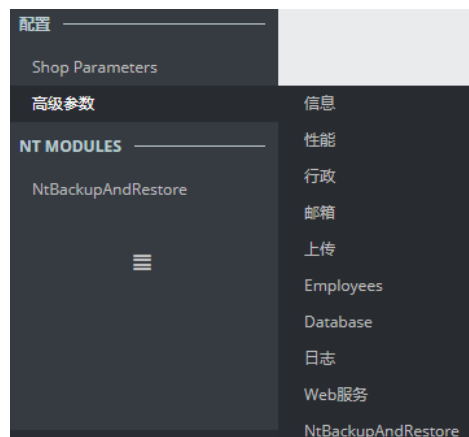 配置
Shop Parameters
高级参数
NT MODULES
NtBackupAndRestore
信息
性能
行政
邮箱
上传
Employees
Database
日志
Web服务
NtBackupAndRestore